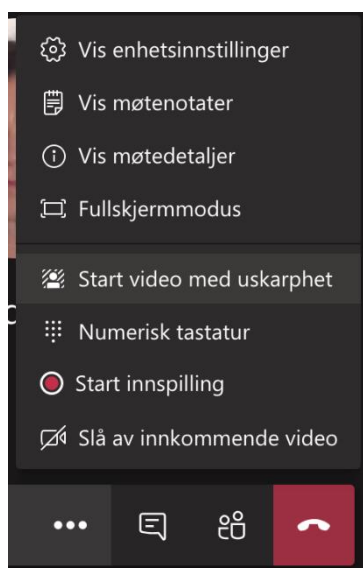 Vis enhetsinnstillinger
Vis møtenotater
Vis møtedetaljer
Fullskjermmodus
Start video med uskarphet
Numerisk tastatur
Start innspilling
Slå av innkommende video